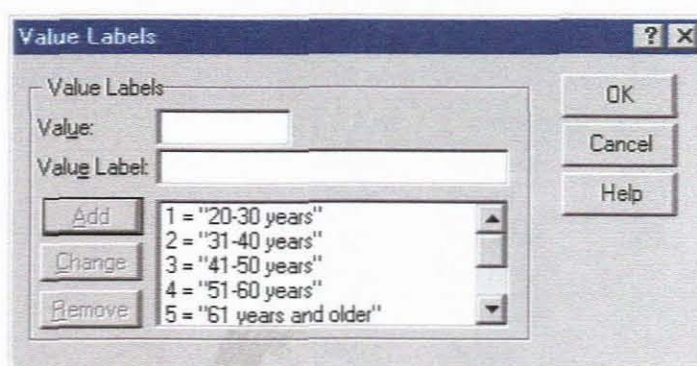 Value Labels
? X
Value Labels
Value:
Value Label:
Add
Change
Remove
1 = "20-30 years"
2 = "31-40 years"
3 = "41-50 years"
4 = "51-60 years"
5 = "61 years and older"
OK
Cancel
Help